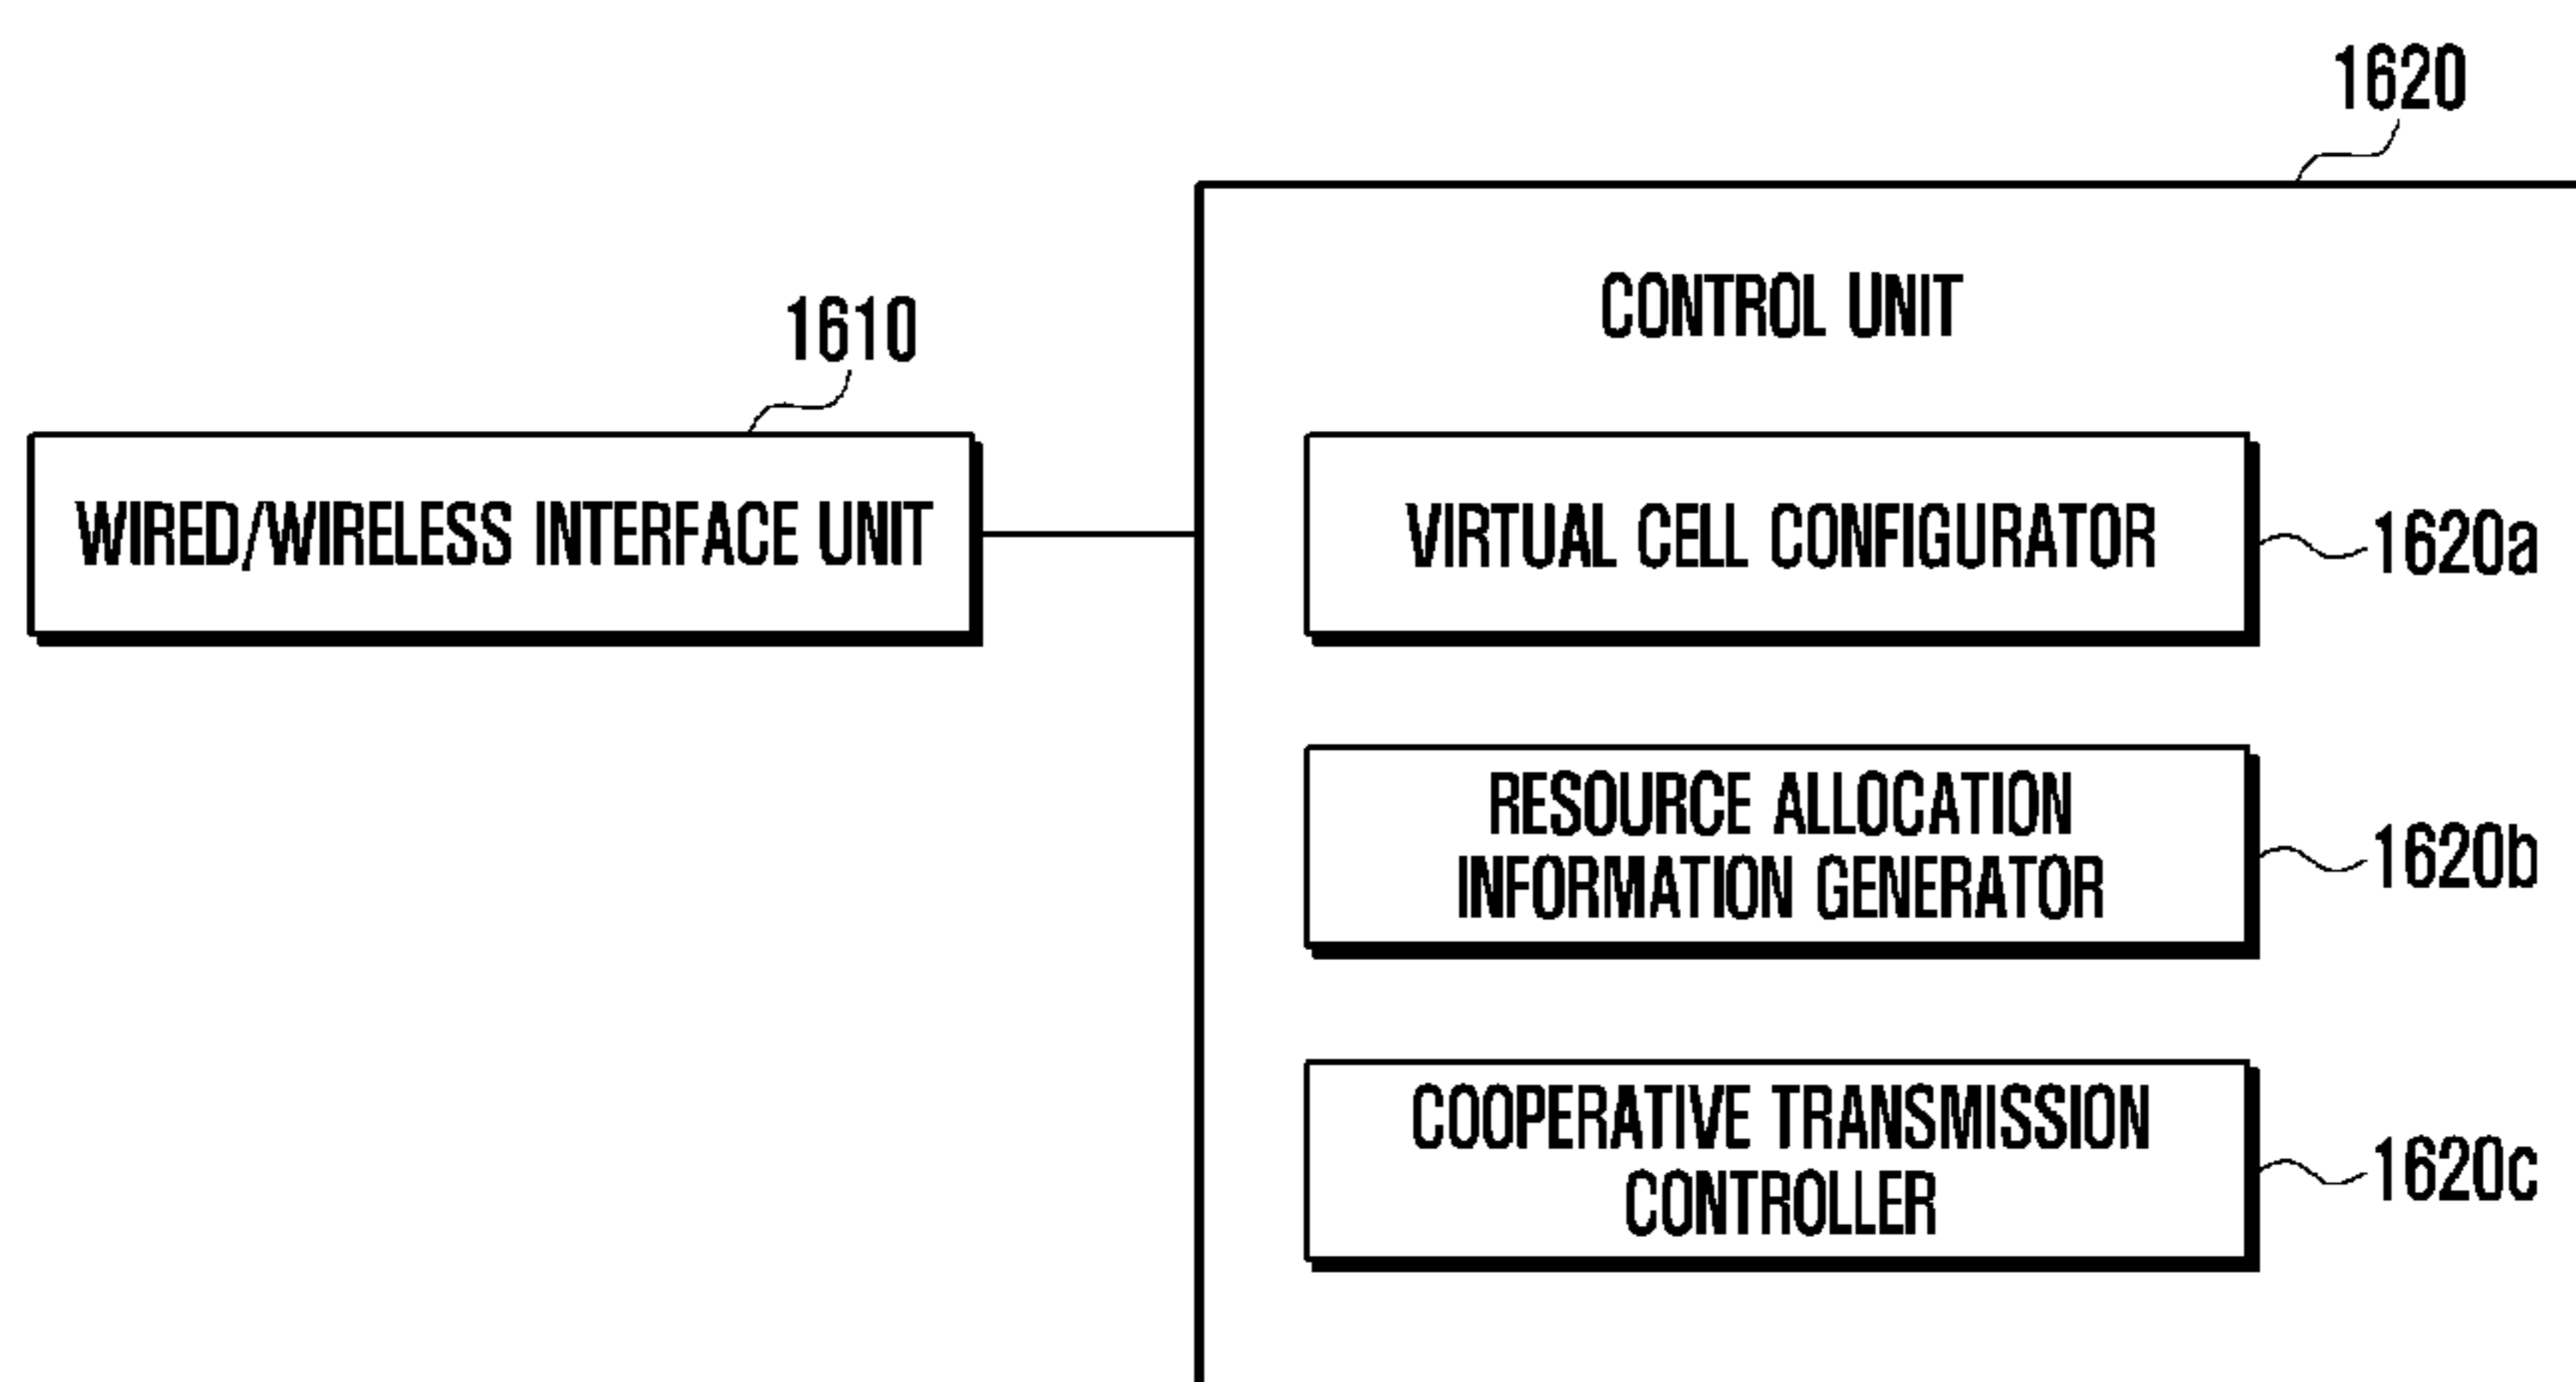 1620
CONTROL UNIT
1610
WIRED/WIRELESS INTERFACE UNIT
VIRTUAL CELL CONFIGURATOR
1620a
RESOURCE ALLOCATION
INFORMATION GENERATOR
1620b
COOPERATIVE TRANSMISSION
CONTROLLER
1620c